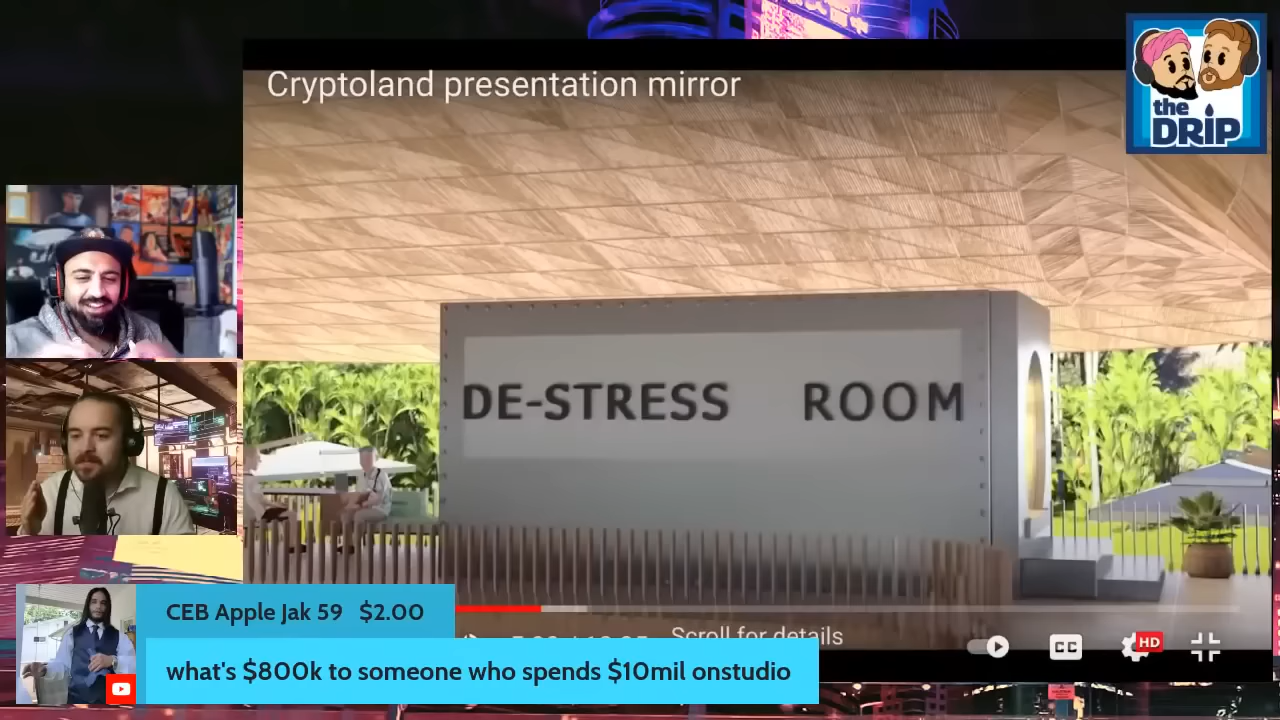 Cryptoland presentation mirror
the
DRIP
DE-STRESS ROOM
Scroll for details
CC
HD
CEB Apple Jak 59 $2.00
what's $800k to someone who spends $10mil onstudio